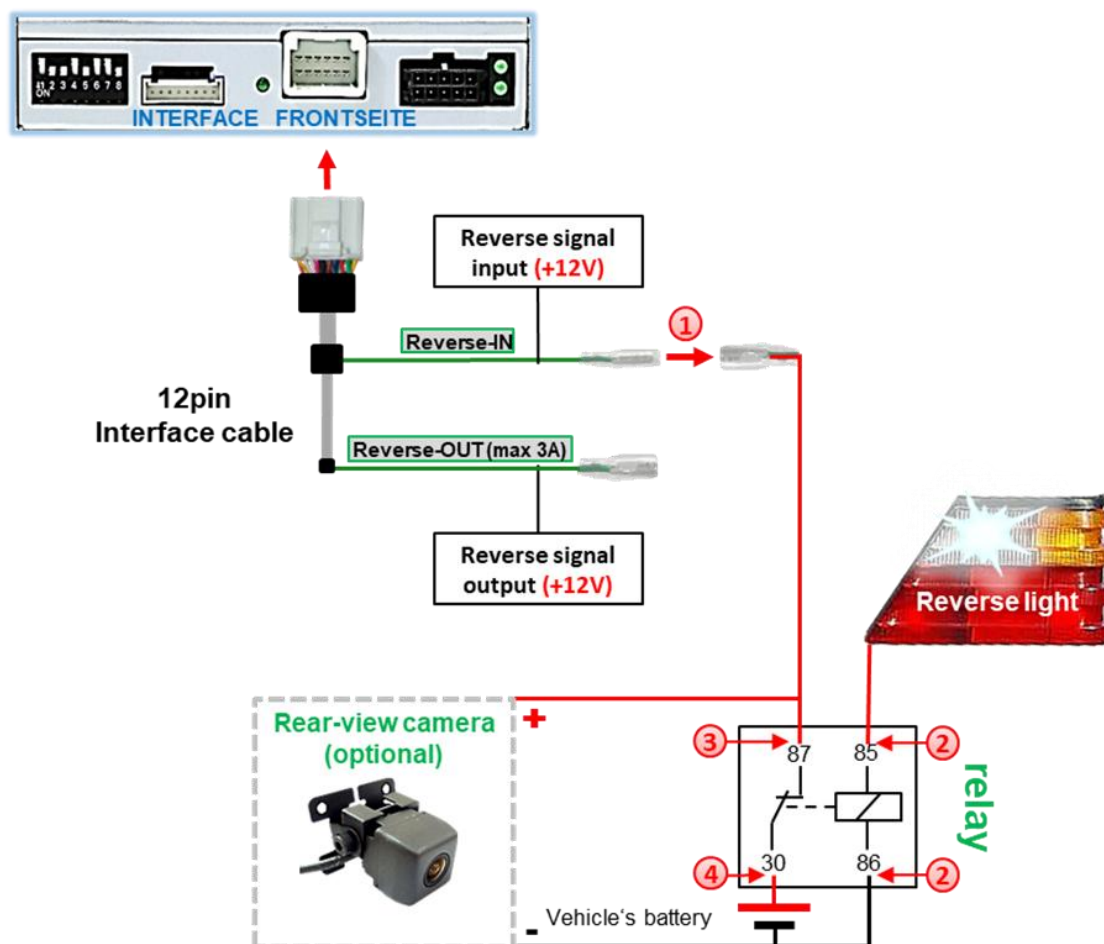 1 2 3 4 5 6 7 8
ON
INTERFACE FRONTSEITE
Reverse signal
input (+12V)
Reverse-IN
1
12pin
Interface cable
Reverse-OUT(max 3A)
Reverse signal
output (+12V)
Reverse light
Rear-view camera
(optional)
+
3
87
85
2
relay
4
30
86
2
- Vehicle‘s battery